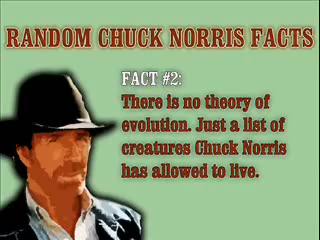 RANDOM CHUCK NORRIS FACTS
FACT #2:
There is no theory of
evolution. Just a list of
creatures Chuck Norris
has allowed to live.